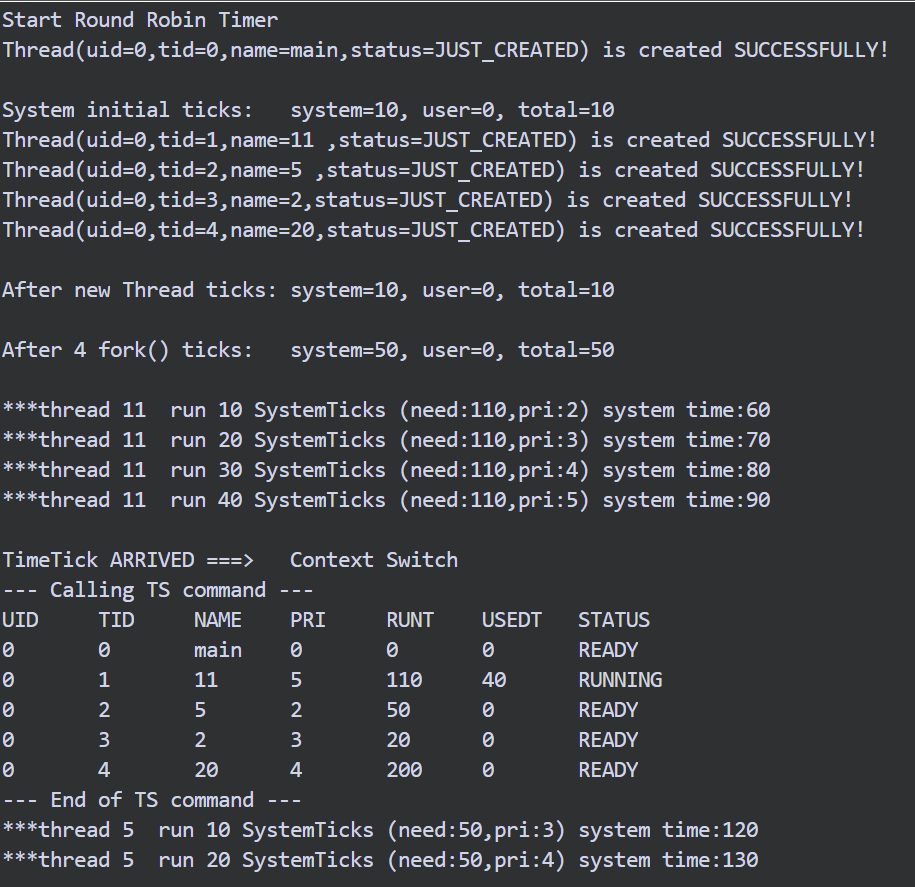 Start Round Robin Timer
Thread(uid=0,tid=0,name=main,status=JUST_CREATED) is created SUCCESSFULLY!
System initial ticks:   system=10, user=0, total=10
Thread(uid=0,tid=1,name=11 ,status=JUST_CREATED) is created SUCCESSFULLY!
Thread(uid=0,tid=2,name=5 ,status=JUST_CREATED) is created SUCCESSFULLY!
Thread(uid=0,tid=3,name=2,status=JUST_CREATED) is created SUCCESSFULLY!
Thread(uid=0,tid=4,name=20,status=JUST_CREATED) is created SUCCESSFULLY!
After new Thread ticks: system=10, user=0, total=10
After 4 fork() ticks:   system=50, user=0, total=50
***thread 11  run 10 SystemTicks (need:110,pri:2) system time:60
***thread 11  run 20 SystemTicks (need:110,pri:3) system time:70
***thread 11  run 30 SystemTicks (need:110,pri:4) system time:80
***thread 11  run 40 SystemTicks (need:110,pri:5) system time:90
TimeTick ARRIVED ===>   Context Switch
--- Calling TS command ---
UID     TID     NAME    PRI     RUNT    USEDT   STATUS
0       0       main    0       0       0       READY
0       1       11      5       110     40      RUNNING
0       2       5       2       50      0       READY
0       3       2       3       20      0       READY
0       4       20      4       200     0       READY
--- End of TS command ---
***thread 5  run 10 SystemTicks (need:50,pri:3) system time:120
***thread 5  run 20 SystemTicks (need:50,pri:4) system time:130